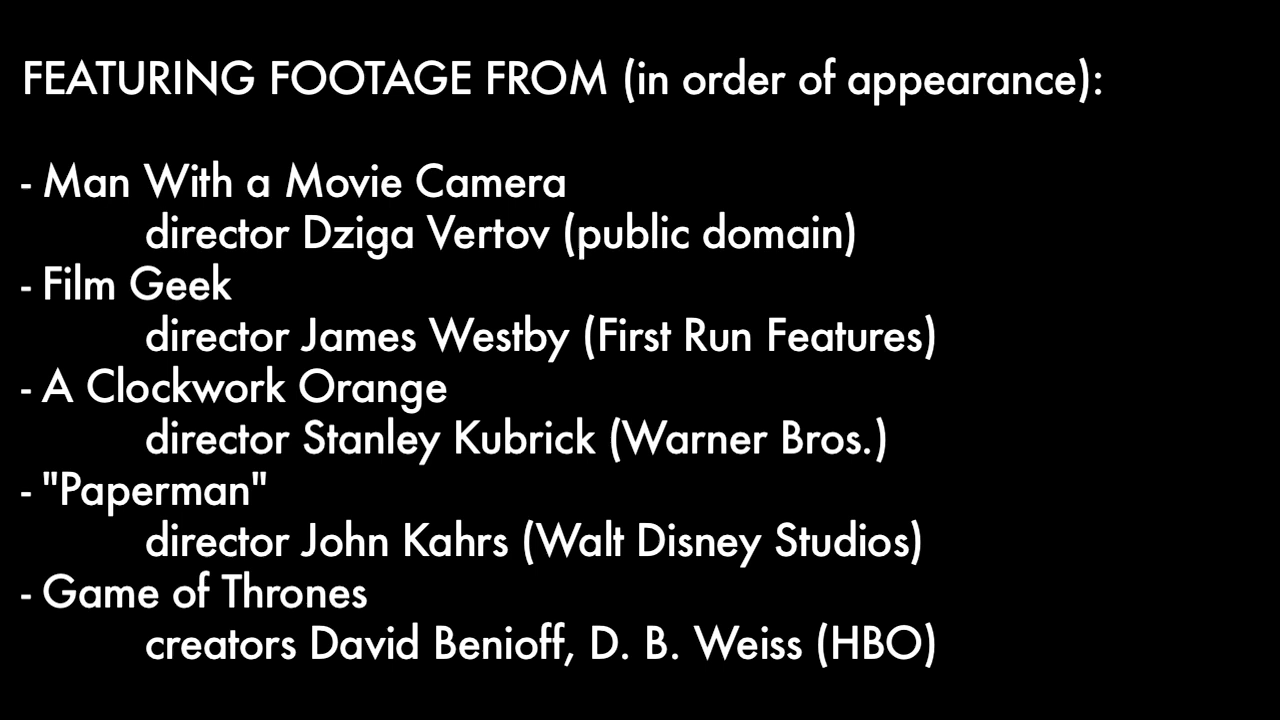 FEATURING FOOTAGE FROM (in order of appearance):
- Man With a Movie Camera
director Dziga Vertov (public domain)
- Film Geek
director James Westby (First Run Features)
- A Clockwork Orange
director Stanley Kubrick (Warner Bros.)
- "Paperman"
director John Kahrs (Walt Disney Studios)
- Game of Thrones
creators David Benioff, D. B. Weiss (HBO)